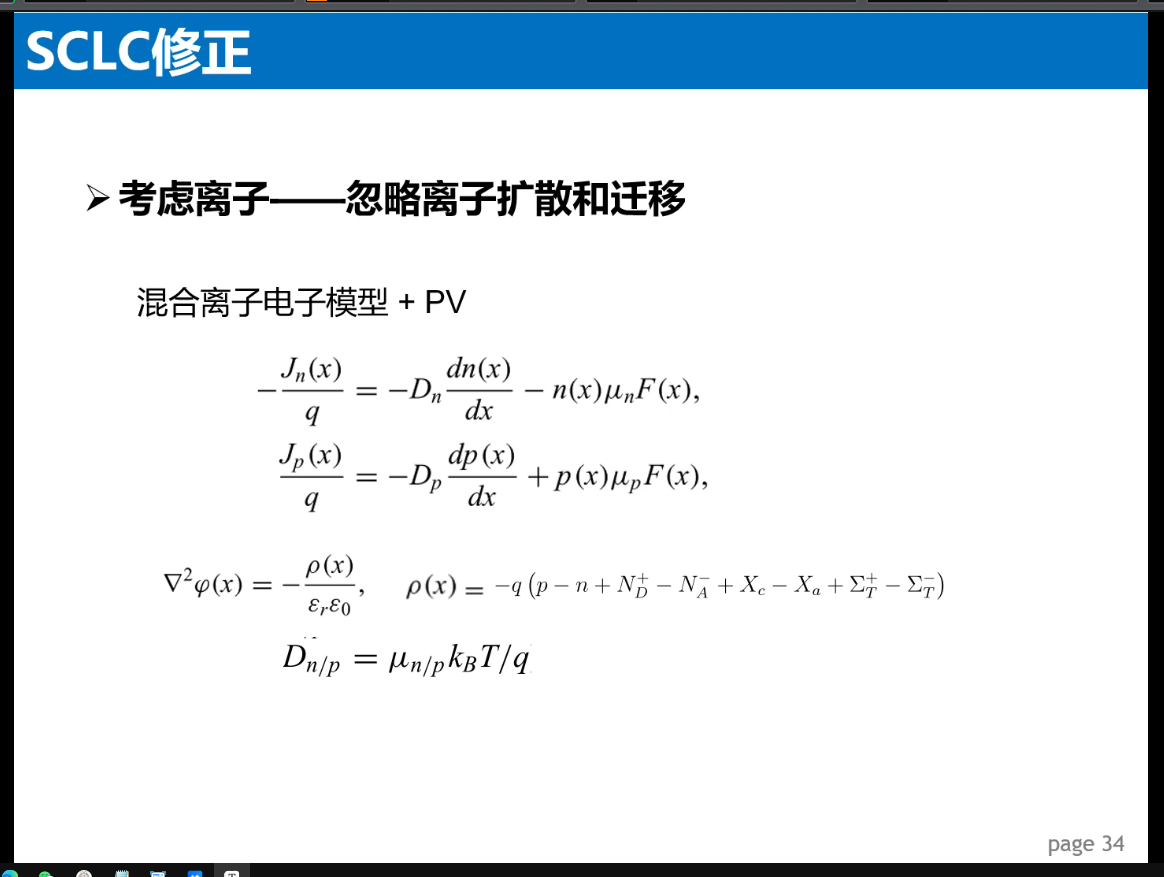 SCLC修正
➢ 考虑离子——忽略离子扩散和迁移
混合离子电子模型 + PV
$-\frac{J_n(x)}{q} = -D_n \frac{dn(x)}{dx} - n(x)\mu_n F(x),$
$\frac{J_p(x)}{q} = -D_p \frac{dp(x)}{dx} + p(x)\mu_p F(x),$
$\nabla^2 \varphi(x) = -\frac{\rho(x)}{\varepsilon_r \varepsilon_0}, \quad \rho(x) = -q\left(p - n + N_D^+ - N_A^- + X_c - X_a + \Sigma_T^+ - \Sigma_T^-\right)$
$D_{n/p} = \mu_{n/p} k_B T/q$
page 34